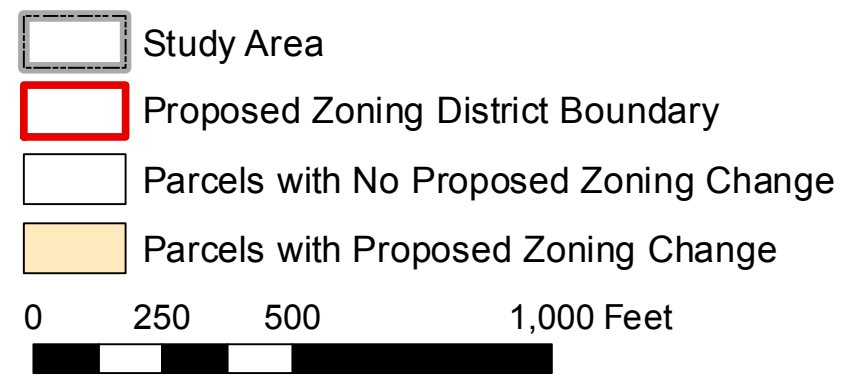 Study Area
Proposed Zoning District Boundary
Parcels with No Proposed Zoning Change
Parcels with Proposed Zoning Change
0 250 500 1,000 Feet